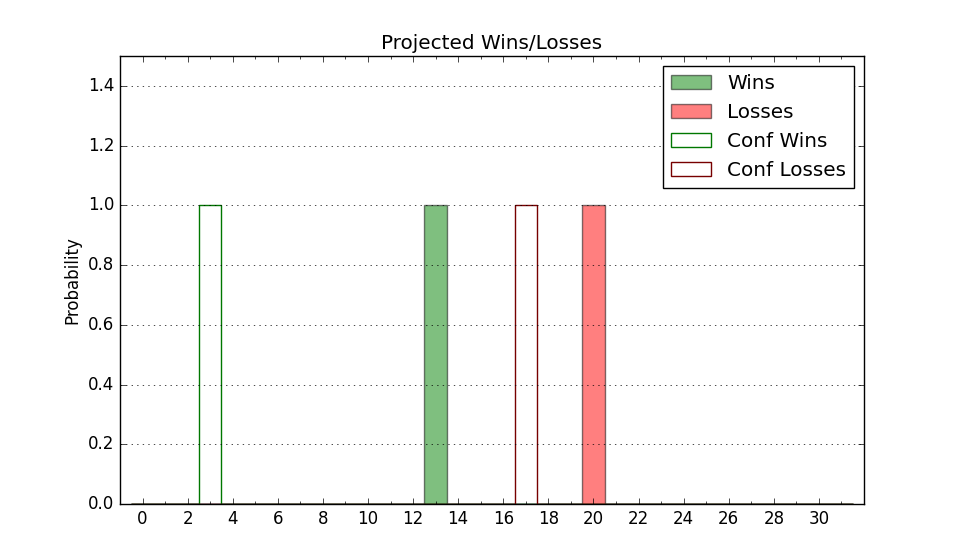 Projected Wins/Losses
Wins
Losses
Conf Wins
Conf Losses
Probability
1.4
1.2
1.0
0.8
0.6
0.4
0.2
0.0
0 2 4 6 8 10 12 14 16 18 20 22 24 26 28 30